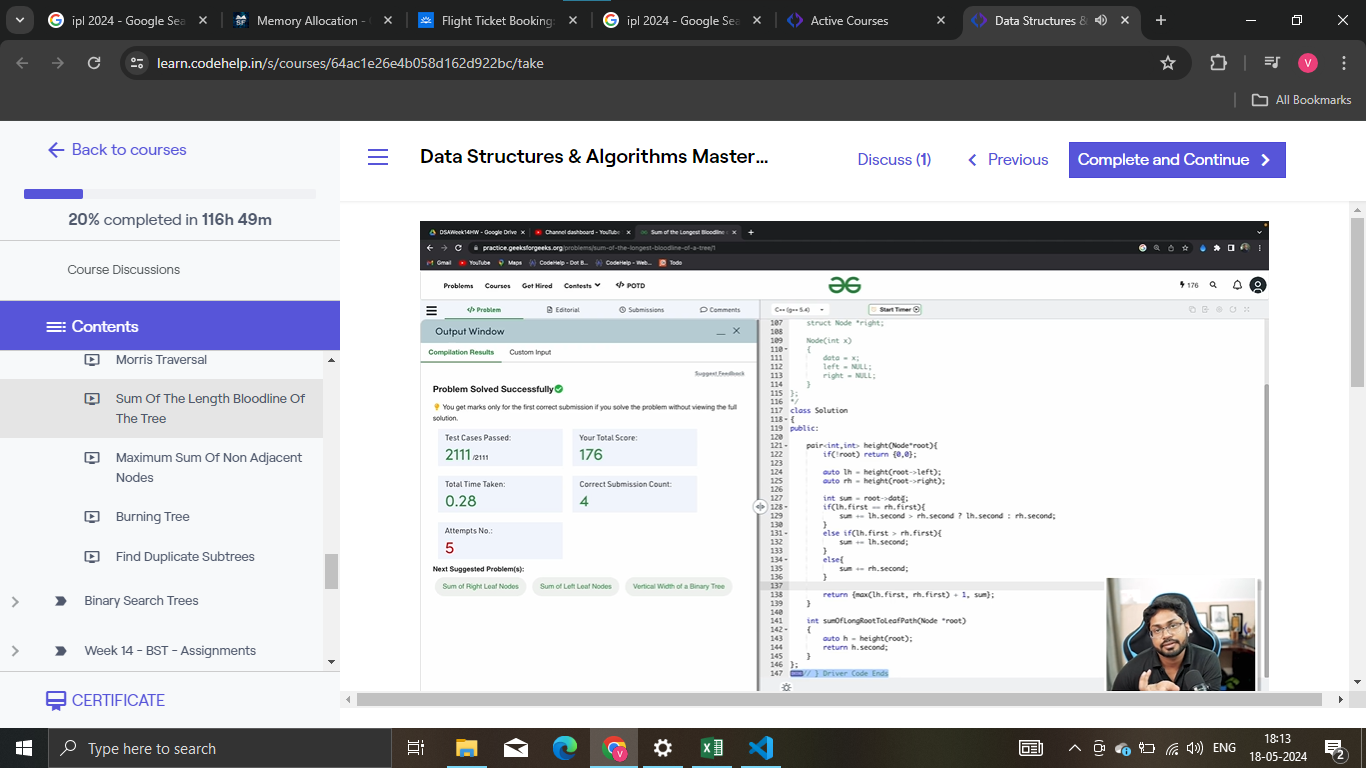 ipl 2024 - Google Sea
Memory Allocation -
Flight Ticket Booking:
ipl 2024 - Google Sea
Active Courses
Data Structures &
learn.codehelp.in/s/courses/64ac1e26e4b058d162d922bc/take
V
All Bookmarks
Back to courses
20% completed in 116h 49m
Course Discussions
Contents
Morris Traversal
Sum Of The Length Bloodline Of
The Tree
Maximum Sum Of Non Adjacent
Nodes
Burning Tree
Find Duplicate Subtrees
Binary Search Trees
Week 14 - BST - Assignments
CERTIFICATE
Data Structures & Algorithms Master...
Discuss (1)
Previous
Complete and Continue
DSAWeek14HW - Google Drive
Channel dashboard - YouTube
Sum of the Longest Bloodline
practice.geeksforgeeks.org/problems/sum-of-the-longest-bloodline-of-a-tree/1
Gmail
YouTube
Maps
CodeHelp - Dot B...
CodeHelp - Web...
Todo
Problems
Courses
Get Hired
Contests
</> POTD
176
</> Problem
Editorial
Submissions
Comments
C++ (g++ 5.4)
Start Timer
Output Window
Compilation Results
Custom Input
Suggest Feedback
Problem Solved Successfully
You get marks only for the first correct submission if you solve the problem without viewing the full
solution.
Test Cases Passed:
2111 /2111
Your Total Score:
176
Total Time Taken:
0.28
Correct Submission Count:
4
Attempts No.:
5
Next Suggested Problem(s):
Sum of Right Leaf Nodes
Sum of Left Leaf Nodes
Vertical Width of a Binary Tree
107 struct Node *right;
108
109 Node(int x)
110 {
111 data = x;
112 left = NULL;
113 right = NULL;
114 }
115 };
116 */
117 class Solution
118 {
119 public:
120
121 pair<int,int> height(Node*root){
122 if(!root) return {0,0};
123
124 auto lh = height(root->left);
125 auto rh = height(root->right);
126
127 int sum = root->data;
128 if(lh.first == rh.first){
129 sum += lh.second > rh.second ? lh.second : rh.second;
130 }
131 else if(lh.first > rh.first){
132 sum += lh.second;
133 }
134 else{
135 sum += rh.second;
136 }
137
138 return {max(lh.first, rh.first) + 1, sum};
139 }
140
141 int sumOfLongRootToLeafPath(Node *root)
142 {
143 auto h = height(root);
144 return h.second;
145 }
146 };
147 // } Driver Code Ends
Type here to search
ENG
18:13
18-05-2024
2